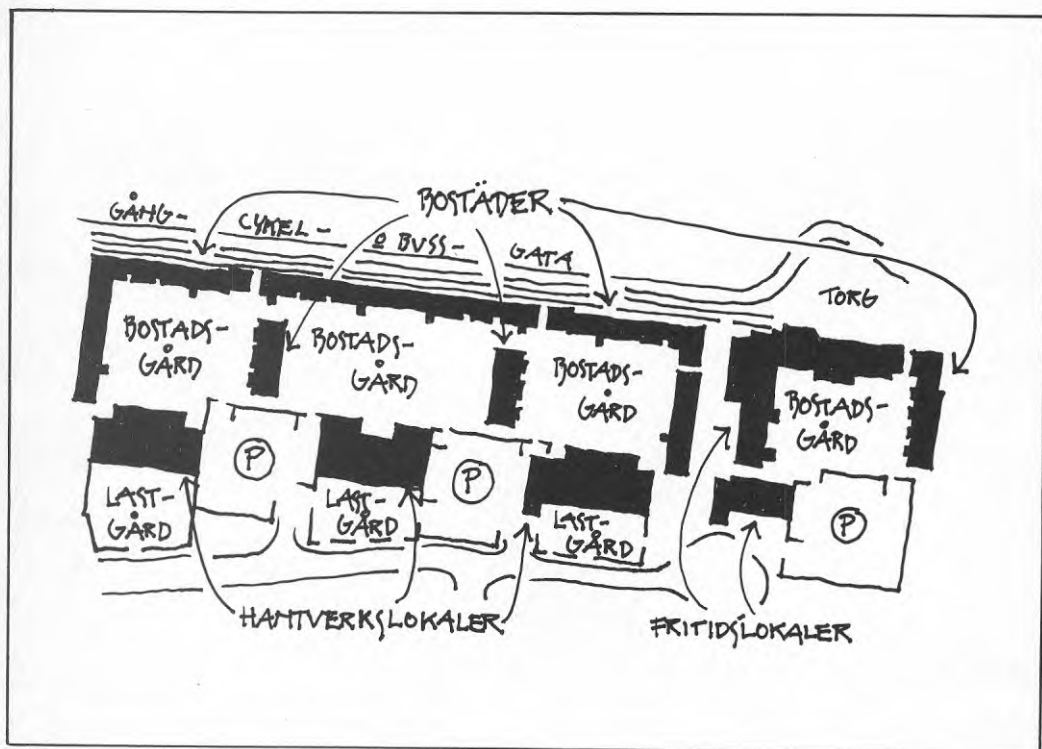 BOSTÄDER
GÅNG-
CYKEL-
O BUSS-
GATA
TORG
BOSTADS-
GÅRD
BOSTADS-
GÅRD
BOSTADS-
GÅRD
BOSTADS-
GÅRD
P
P
P
LAST-
GÅRD
LAST-
GÅRD
LAST-
GÅRD
HANTVERKSLOKALER
FRITIDSLOKALER